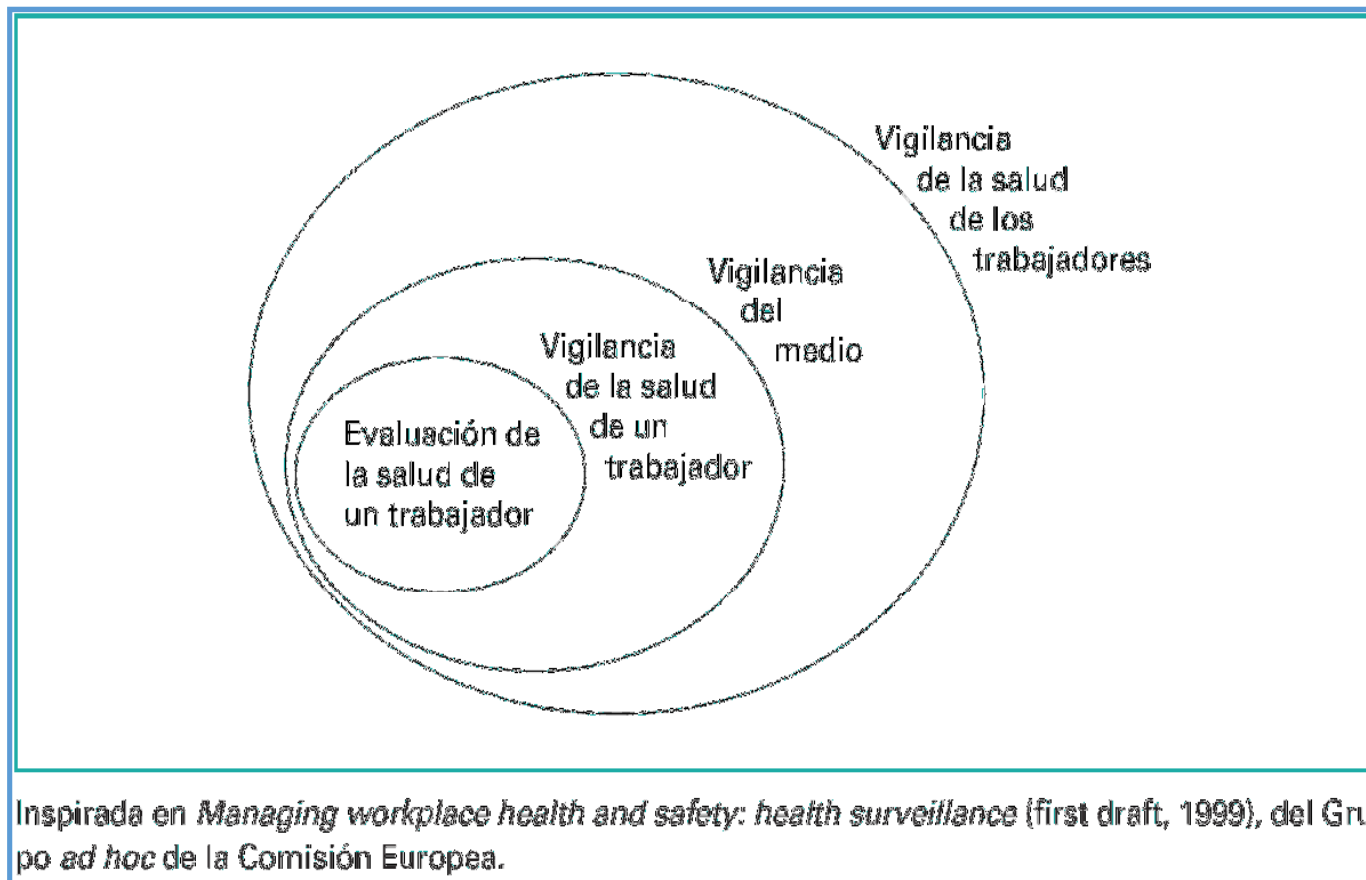 Vigilancia
de la salud
de los
trabajadores
Vigilancia
del
medio
Vigilancia
de la salud
de un
trabajador
Evaluación de
la salud de
un trabajador
Inspirada en Managing workplace health and safety: health surveillance (first draft, 1999), del Gru
po ad hoc de la Comisión Europea.